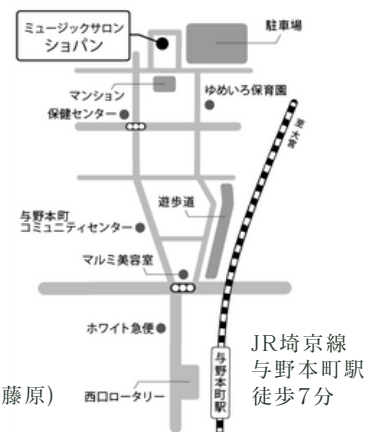 ミュージックサロン
ショパン
駐車場
マンション
ゆめいろ保育園
保健センター
至大宮
遊歩道
与野本町
コミュニティセンター
マルミ美容室
ホワイト急便
西口ロータリー
与野本町駅
JR埼京線
与野本町駅
徒歩7分
藤原)